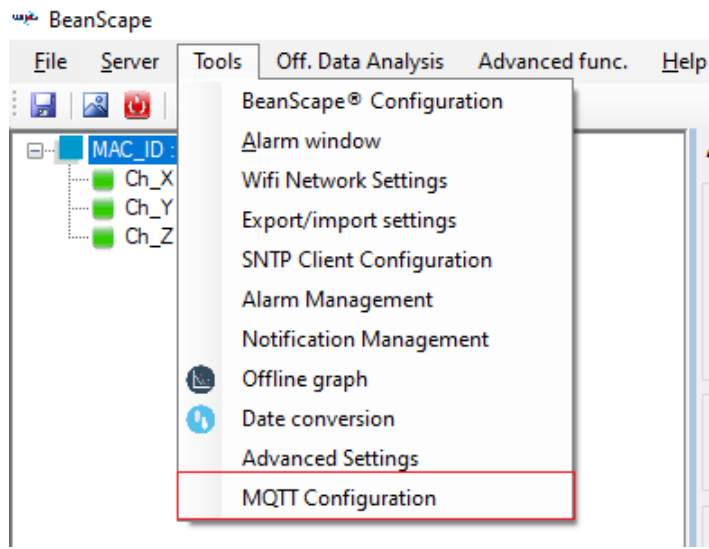 BeanScape
File Server Tools Off. Data Analysis Advanced func. Help
MAC_ID :
Ch_X
Ch_Y
Ch_Z
BeanScape® Configuration
Alarm window
Wifi Network Settings
Export/import settings
SNTP Client Configuration
Alarm Management
Notification Management
Offline graph
Date conversion
Advanced Settings
MQTT Configuration